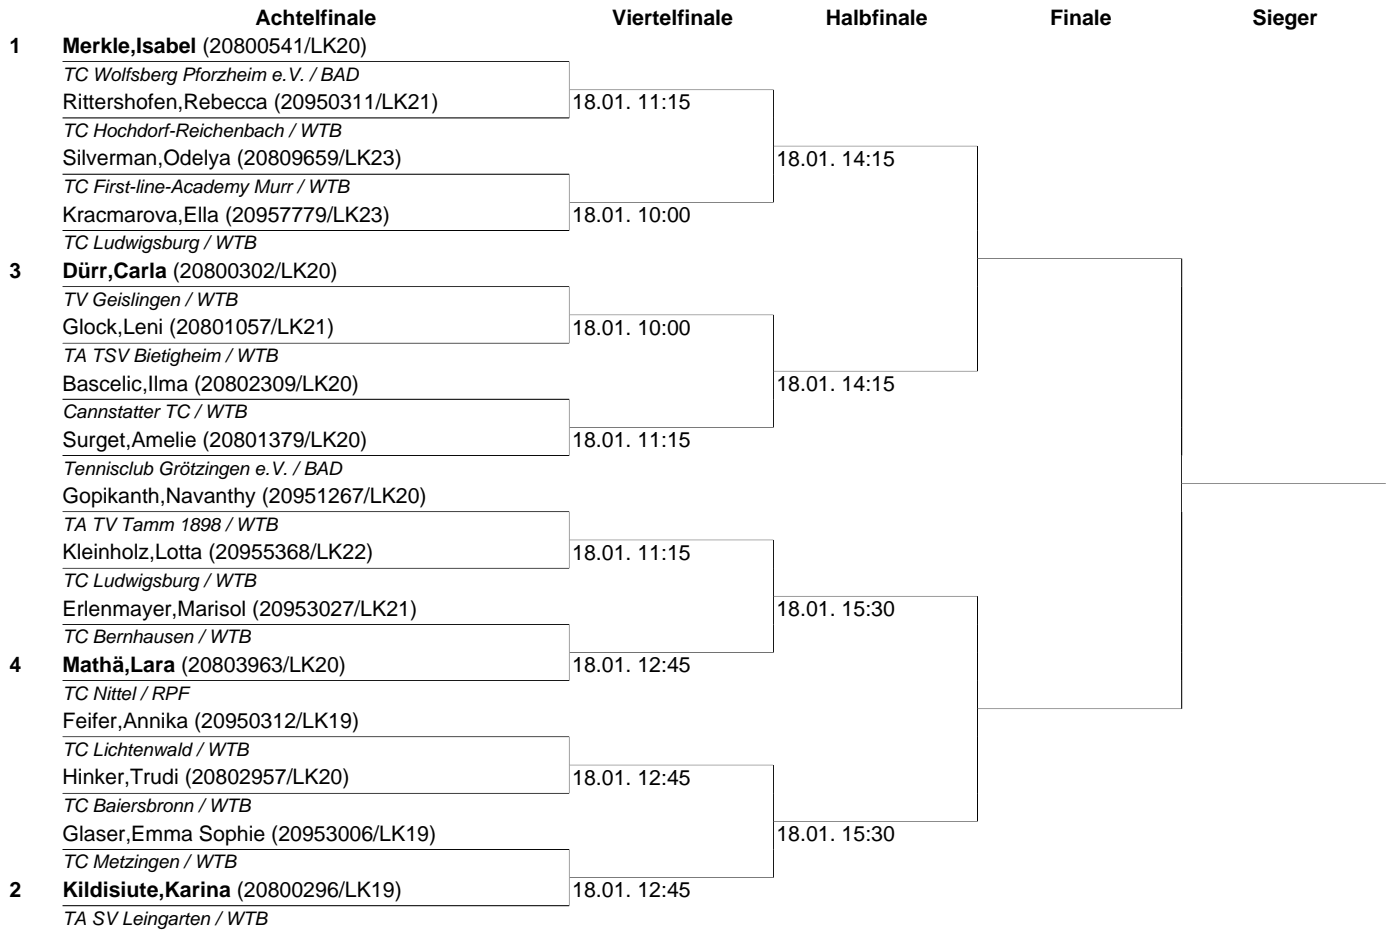 Achtelfinale Viertelfinale Halbfinale Finale Sieger
1 Merkle,Isabel (20800541/LK20)
TC Wolfsberg Pforzheim e.V. / BAD
Rittershofen,Rebecca (20950311/LK21) 18.01. 11:15
TC Hochdorf-Reichenbach / WTB
Silverman,Odelya (20809659/LK23) 18.01. 14:15
TC First-line-Academy Murr / WTB
Kracmarova,Ella (20957779/LK23) 18.01. 10:00
TC Ludwigsburg / WTB
3 Dürr,Carla (20800302/LK20)
TV Geislingen / WTB
Glock,Leni (20801057/LK21) 18.01. 10:00
TA TSV Bietigheim / WTB
Bascelic,Ilma (20802309/LK20) 18.01. 14:15
Cannstatter TC / WTB
Surget,Amelie (20801379/LK20) 18.01. 11:15
Tennisclub Grötzingen e.V. / BAD
Gopikanth,Navanthy (20951267/LK20)
TA TV Tamm 1898 / WTB
Kleinholz,Lotta (20955368/LK22) 18.01. 11:15
TC Ludwigsburg / WTB
Erlenmayer,Marisol (20953027/LK21) 18.01. 15:30
TC Bernhausen / WTB
4 Mathä,Lara (20803963/LK20) 18.01. 12:45
TC Nittel / RPF
Feifer,Annika (20950312/LK19)
TC Lichtenwald / WTB
Hinker,Trudi (20802957/LK20) 18.01. 12:45
TC Baiersbronn / WTB
Glaser,Emma Sophie (20953006/LK19) 18.01. 15:30
TC Metzingen / WTB
2 Kildisiute,Karina (20800296/LK19) 18.01. 12:45
TA SV Leingarten / WTB